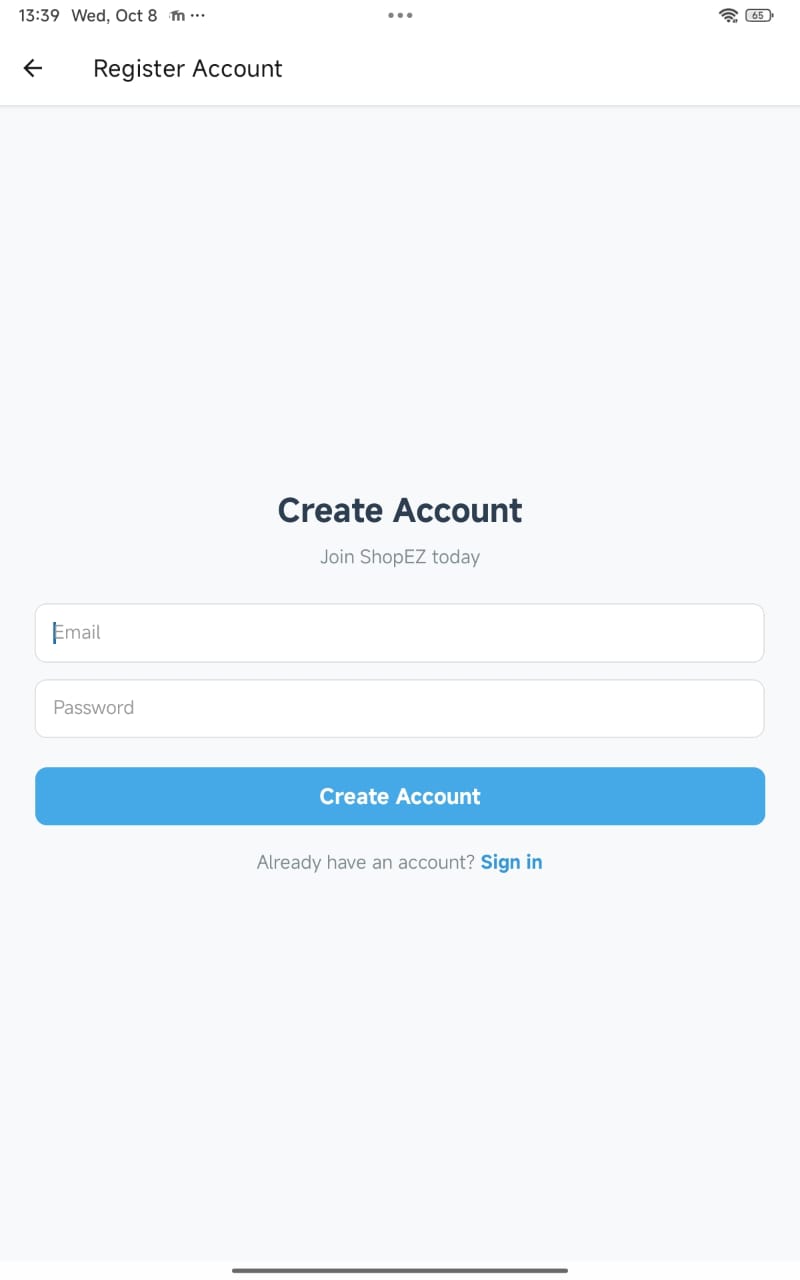 13:39 Wed, Oct 8
65
Register Account
Create Account
Join ShopEZ today
Email
Password
Create Account
Already have an account? Sign in